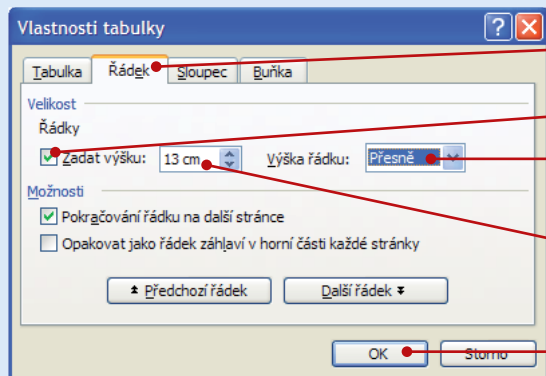 Vlastnosti tabulky
Tabulka Řádek Sloupec Buňka
Velikost
Řádky
Zadat výšku: 13 cm Výška řádku: Přesně
Možnosti
Pokračování řádku na další stránce
Opakovat jako řádek záhlaví v horní části každé stránky
Předchozí řádek Další řádek
OK Storno